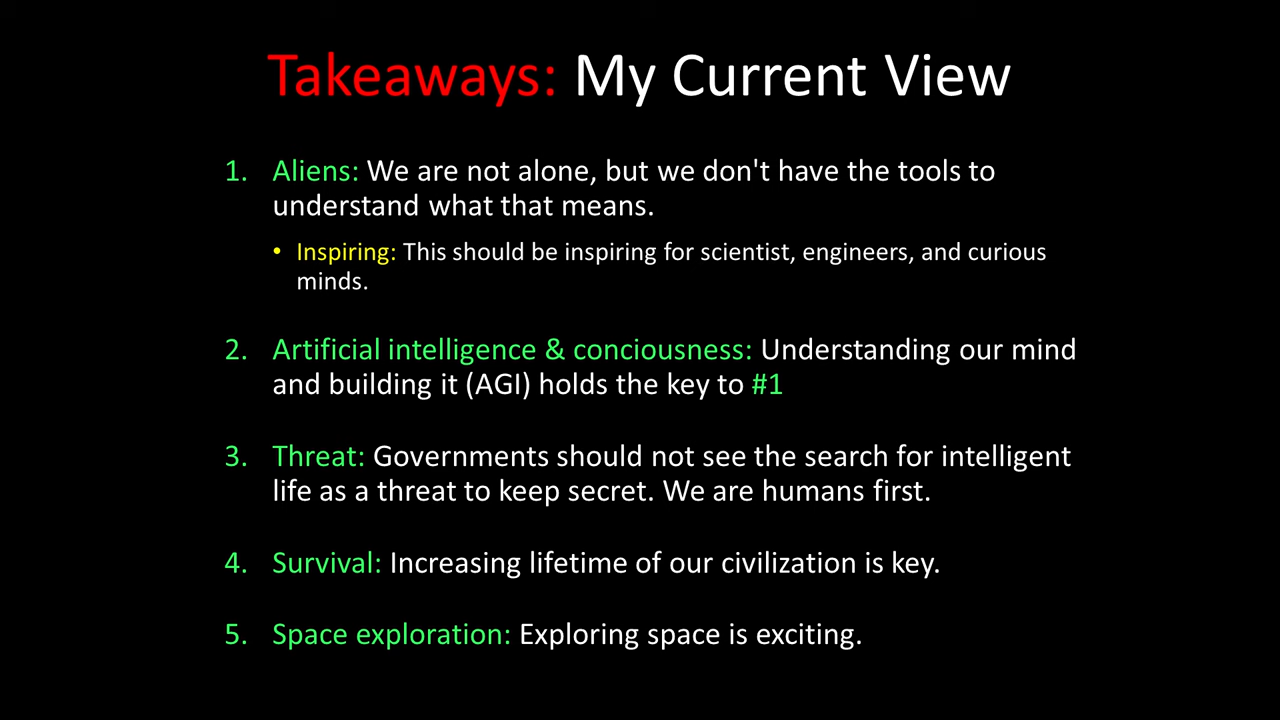 Takeaways: My Current View
1. Aliens: We are not alone, but we don't have the tools to
understand what that means.
• Inspiring: This should be inspiring for scientist, engineers, and curious
minds.
2. Artificial intelligence & conciousness: Understanding our mind
and building it (AGI) holds the key to #1
3. Threat: Governments should not see the search for intelligent
life as a threat to keep secret. We are humans first.
4. Survival: Increasing lifetime of our civilization is key.
5. Space exploration: Exploring space is exciting.